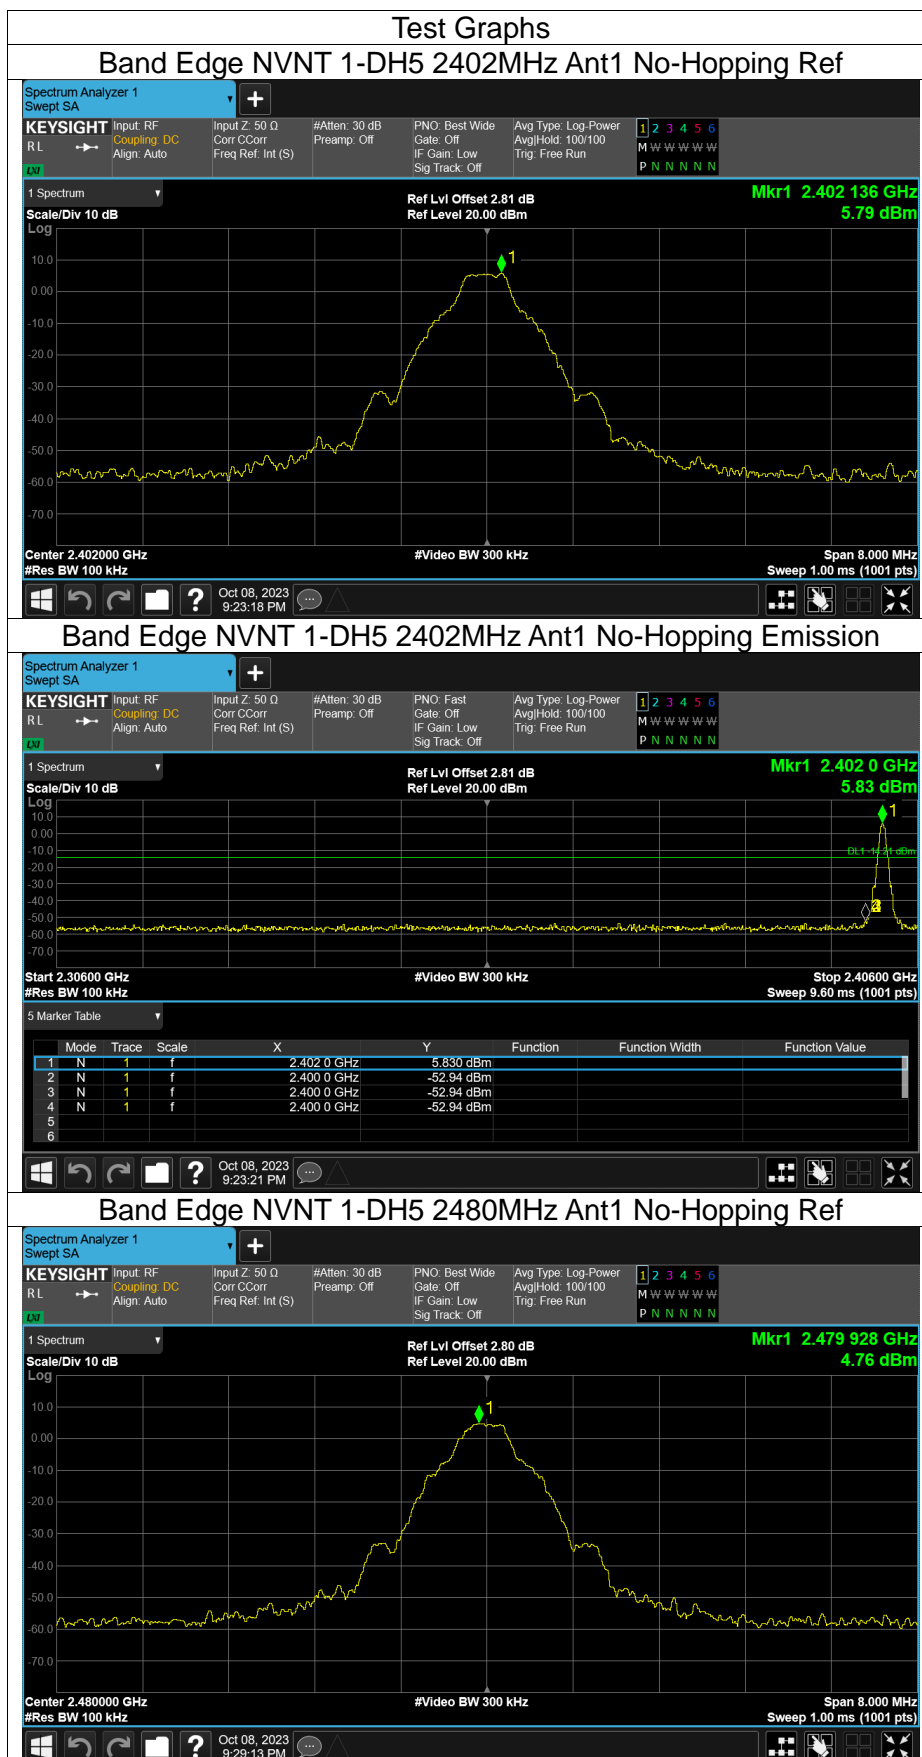 Test Graphs
Band Edge NVNT 1-DH5 2402MHz Ant1 No-Hopping Ref
Spectrum Analyzer 1
Swept SA
KEYSIGHT Input: RF Input Z: 50 Ω #Atten: 30 dB PNO: Best Wide Avg Type: Log-Power 1 2 3 4 5 6
RL Coupling: DC Corr CCorr Preamp: Off Gate: Off Avg|Hold: 100/100 M W W W W W
Align: Auto Freq Ref: Int (S) IF Gain: Low Trig: Free Run
LXI Sig Track: Off P N N N N N
1 Spectrum Ref Lvl Offset 2.81 dB Mkr1 2.402 136 GHz
Scale/Div 10 dB Ref Level 20.00 dBm 5.79 dBm
Log
1
10.0
0.00
-10.0
-20.0
-30.0
-40.0
-50.0
-60.0
-70.0
Center 2.402000 GHz #Video BW 300 kHz Span 8.000 MHz
#Res BW 100 kHz Sweep 1.00 ms (1001 pts)
? Oct 08, 2023
9:23:18 PM
Band Edge NVNT 1-DH5 2402MHz Ant1 No-Hopping Emission
Spectrum Analyzer 1
Swept SA
KEYSIGHT Input: RF Input Z: 50 Ω #Atten: 30 dB PNO: Fast Avg Type: Log-Power 1 2 3 4 5 6
RL Coupling: DC Corr CCorr Preamp: Off Gate: Off Avg|Hold: 100/100 M W W W W W
Align: Auto Freq Ref: Int (S) IF Gain: Low Trig: Free Run
LXI Sig Track: Off P N N N N N
1 Spectrum Ref Lvl Offset 2.81 dB Mkr1 2.402 0 GHz
Scale/Div 10 dB Ref Level 20.00 dBm 5.83 dBm
Log
10.0 1
0.00
-10.0 DL1 -14.21 dBm
-20.0
-30.0
-40.0
-50.0
-60.0
-70.0
Start 2.30600 GHz #Video BW 300 kHz Stop 2.40600 GHz
#Res BW 100 kHz Sweep 9.60 ms (1001 pts)
5 Marker Table
Mode Trace Scale X Y Function Function Width Function Value
1 N 1 f 2.402 0 GHz 5.830 dBm
2 N 1 f 2.400 0 GHz -52.94 dBm
3 N 1 f 2.400 0 GHz -52.94 dBm
4 N 1 f 2.400 0 GHz -52.94 dBm
5
6
? Oct 08, 2023
9:23:21 PM
Band Edge NVNT 1-DH5 2480MHz Ant1 No-Hopping Ref
Spectrum Analyzer 1
Swept SA
KEYSIGHT Input: RF Input Z: 50 Ω #Atten: 30 dB PNO: Best Wide Avg Type: Log-Power 1 2 3 4 5 6
RL Coupling: DC Corr CCorr Preamp: Off Gate: Off Avg|Hold: 100/100 M W W W W W
Align: Auto Freq Ref: Int (S) IF Gain: Low Trig: Free Run
LXI Sig Track: Off P N N N N N
1 Spectrum Ref Lvl Offset 2.80 dB Mkr1 2.479 928 GHz
Scale/Div 10 dB Ref Level 20.00 dBm 4.76 dBm
Log
10.0 1
0.00
-10.0
-20.0
-30.0
-40.0
-50.0
-60.0
-70.0
Center 2.480000 GHz #Video BW 300 kHz Span 8.000 MHz
#Res BW 100 kHz Sweep 1.00 ms (1001 pts)
? Oct 08, 2023
9:29:13 PM